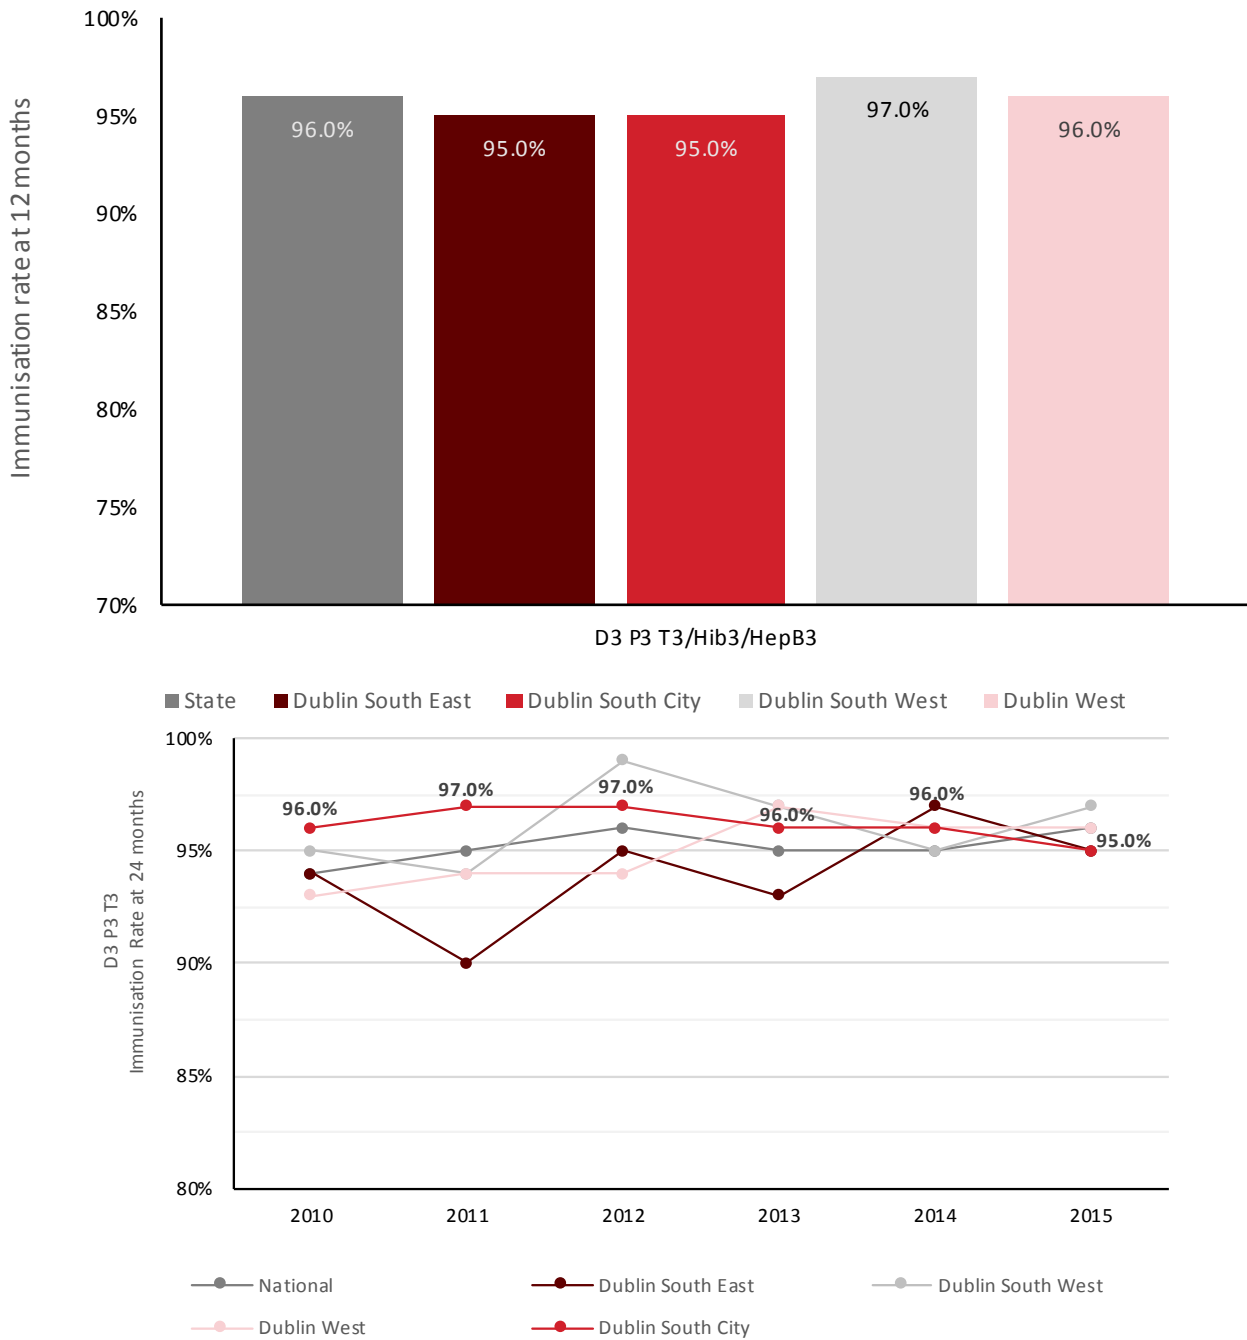 100%
95%
90%
85%
80%
75%
70%
Immunisation rate at 12 months
96.0%
95.0%
95.0%
97.0%
96.0%
D3 P3 T3/Hib3/HepB3
State Dublin South East Dublin South City Dublin South West Dublin West
100%
95%
90%
85%
80%
D3 P3 T3
Immunisation Rate at 24 months
96.0%
97.0%
97.0%
96.0%
96.0%
95.0%
2010 2011 2012 2013 2014 2015
National Dublin South East Dublin South West
Dublin West Dublin South City